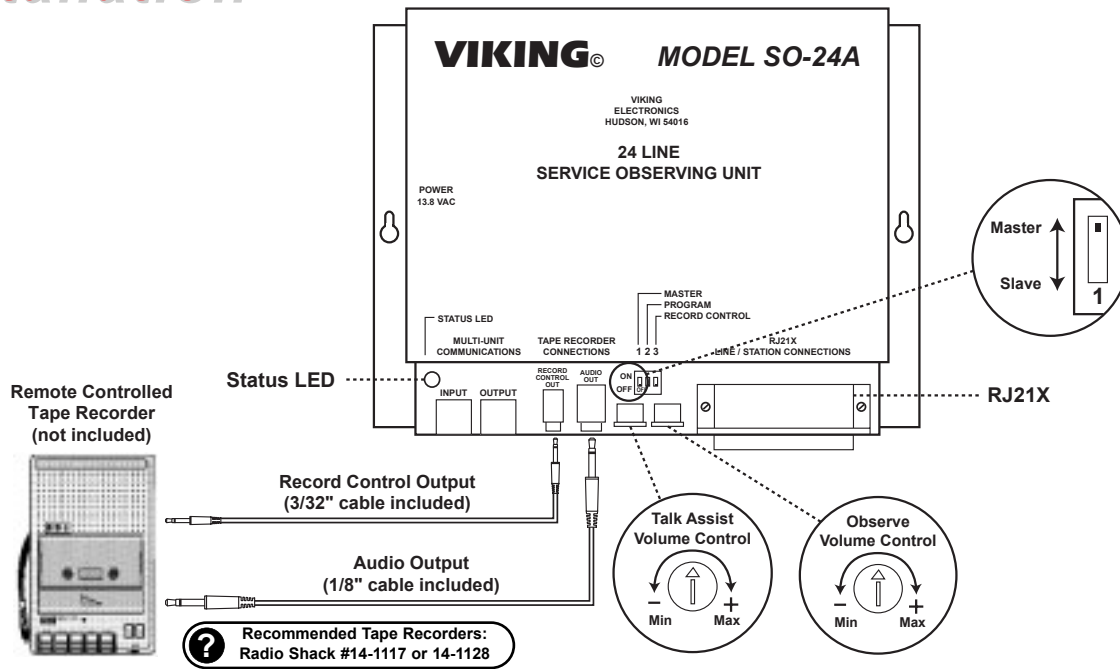 VIKING©
MODEL SO-24A
VIKING
ELECTRONICS
HUDSON, WI 54016
24 LINE
SERVICE OBSERVING UNIT
POWER
13.8 VAC
Master
Slave
1
MASTER
PROGRAM
RECORD CONTROL
STATUS LED
MULTI-UNIT
COMMUNICATIONS
TAPE RECORDER
CONNECTIONS
1 2 3
RJ21X
LINE / STATION CONNECTIONS
Status LED
INPUT
OUTPUT
RECORD
CONTROL
OUT
AUDIO
OUT
ON
OFF
RJ21X
Remote Controlled
Tape Recorder
(not included)
Record Control Output
(3/32" cable included)
Audio Output
(1/8" cable included)
Talk Assist
Volume Control
– +
Min Max
Observe
Volume Control
– +
Min Max
?
Recommended Tape Recorders:
Radio Shack #14-1117 or 14-1128